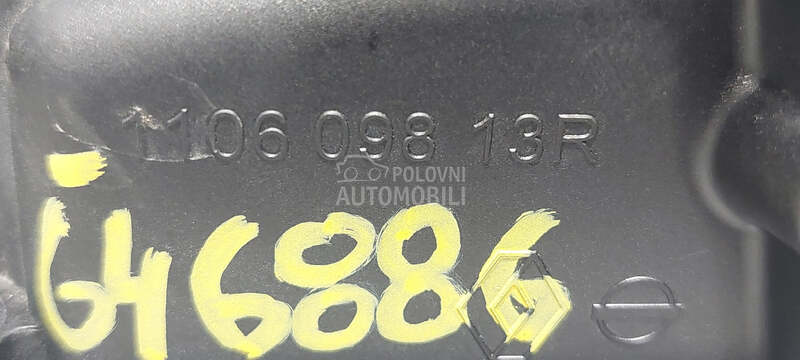 1106 098 13R
POLOVNI
AUTOMOBILI
646086